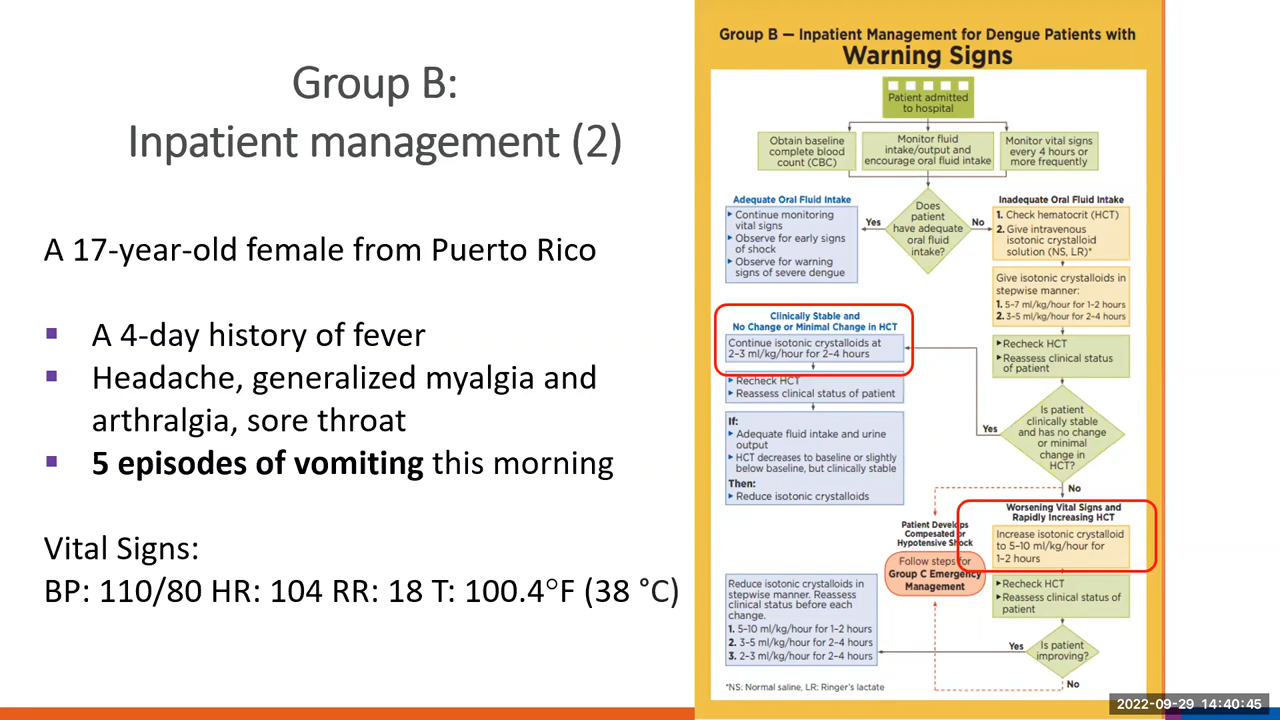 Group B:
Inpatient management (2)
A 17-year-old female from Puerto Rico
▪ A 4-day history of fever
▪ Headache, generalized myalgia and
arthralgia, sore throat
▪ 5 episodes of vomiting this morning
Vital Signs:
BP: 110/80 HR: 104 RR: 18 T: 100.4°F (38 °C)
Group B — Inpatient Management for Dengue Patients with
Warning Signs
Patient admitted
to hospital
Obtain baseline
complete blood
count (CBC)
Monitor fluid
intake/output and
encourage oral fluid intake
Monitor vital signs
every 4 hours or
more frequently
Adequate Oral Fluid Intake
▸ Continue monitoring
vital signs
▸ Observe for early signs
of shock
▸ Observe for warning
signs of severe dengue
Yes
Does
patient
have adequate
oral fluid
intake?
No
Inadequate Oral Fluid Intake
1. Check hematocrit (HCT)
2. Give intravenous
isotonic crystalloid
solution (NS, LR)*
Give isotonic crystalloids in
stepwise manner:
1. 5–7 ml/kg/hour for 1–2 hours
2. 3–5 ml/kg/hour for 2–4 hours
▸ Recheck HCT
▸ Reassess clinical status
of patient
Is patient
clinically stable
and has no change
or minimal
change in
HCT?
Yes
No
Clinically Stable and
No Change or Minimal Change in HCT
Continue isotonic crystalloids at
2–3 ml/kg/hour for 2–4 hours
▸ Recheck HCT
▸ Reassess clinical status of patient
If:
▸ Adequate fluid intake and urine
output
▸ HCT decreases to baseline or slightly
below baseline, but clinically stable
Then:
▸ Reduce isotonic crystalloids
Worsening Vital Signs and
Rapidly Increasing HCT
Increase isotonic crystalloid
to 5–10 ml/kg/hour for
1–2 hours
Patient Develops
Compesated or
Hypotensive Shock
Follow steps for
Group C Emergency
Management
▸ Recheck HCT
▸ Reassess clinical status of
patient
Is patient
improving?
Yes
No
Reduce isotonic crystalloids in
stepwise manner. Reassess
clinical status before each
change.
1. 5–10 ml/kg/hour for 1–2 hours
2. 3–5 ml/kg/hour for 2–4 hours
3. 2–3 ml/kg/hour for 2–4 hours
*NS: Normal saline, LR: Ringer's lactate
2022-09-29 14:40:45